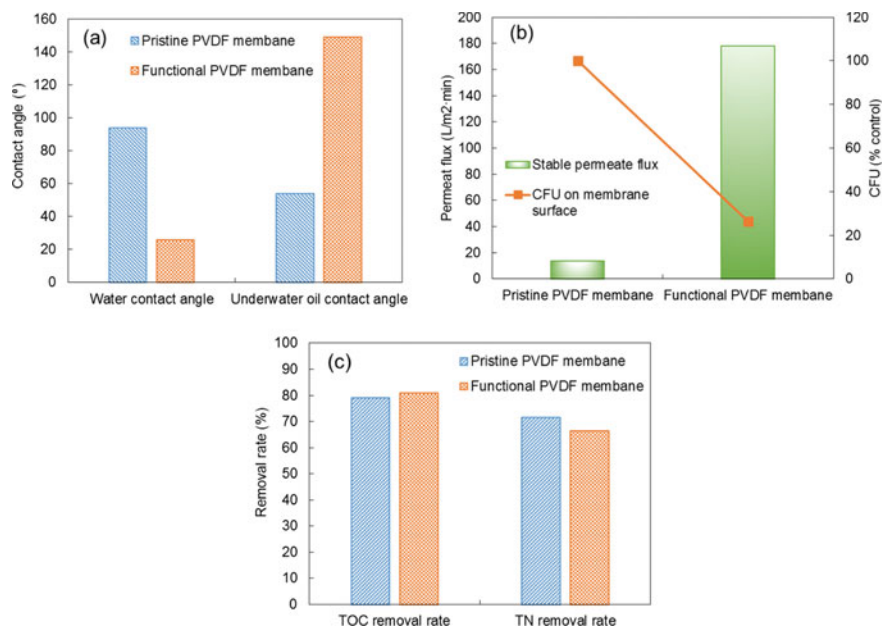 (a)
Pristine PVDF membane
Functional PVDF membane
Contact angle (°)
160
140
120
100
80
60
40
20
0
Water contact angle
Underwater oil contact angle
(b)
Permeat flux (L/m2·min)
200
180
160
140
120
100
80
60
40
20
0
Stable permeate flux
CFU on membrane
surface
120
100
80
60
40
20
0
CFU (% control)
Pristine PVDF membane
Functional PVDF membane
(c)
Pristine PVDF membane
Functional PVDF membane
Removal rate (%)
100
90
80
70
60
50
40
30
20
10
0
TOC removal rate
TN removal rate